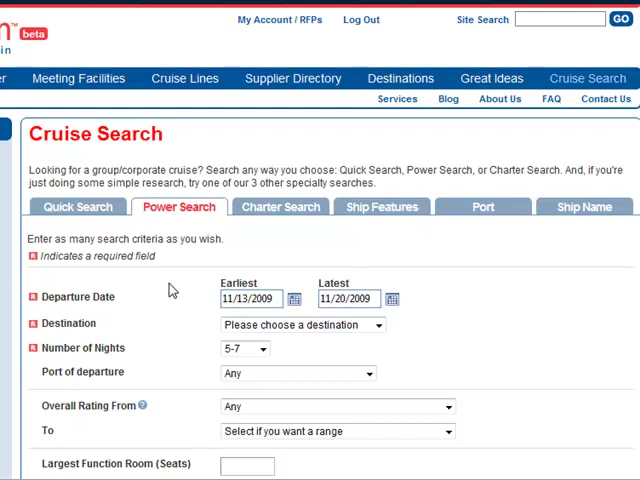 m™ beta
in
My Account / RFPs Log Out Site Search GO
er Meeting Facilities Cruise Lines Supplier Directory Destinations Great Ideas Cruise Search
Services Blog About Us FAQ Contact Us
Cruise Search
Looking for a group/corporate cruise? Search any way you choose: Quick Search, Power Search, or Charter Search. And, if you're
just doing some simple research, try one of our 3 other specialty searches.
Quick Search Power Search Charter Search Ship Features Port Ship Name
Enter as many search criteria as you wish.
R Indicates a required field
Earliest Latest
R Departure Date 11/13/2009 11/20/2009
R Destination Please choose a destination
R Number of Nights 5-7
Port of departure Any
Overall Rating From ? Any
To Select if you want a range
Largest Function Room (Seats)